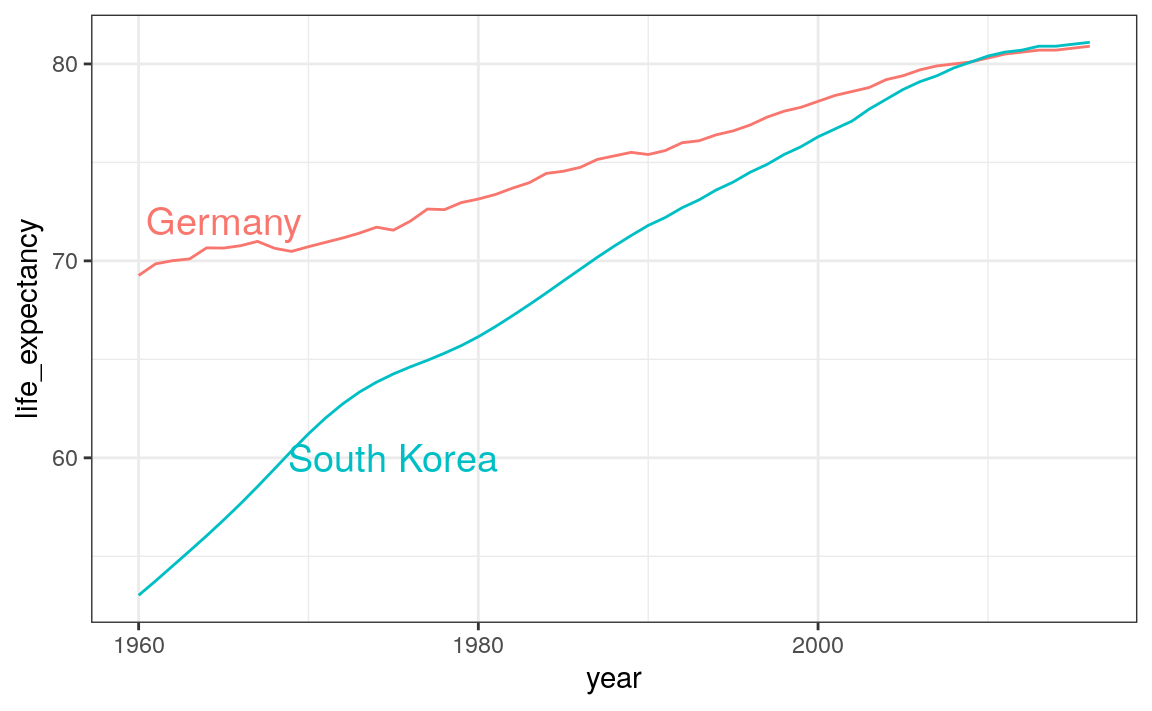 80
70
60
life_expectancy
Germany
South Korea
1960 1980 2000
year